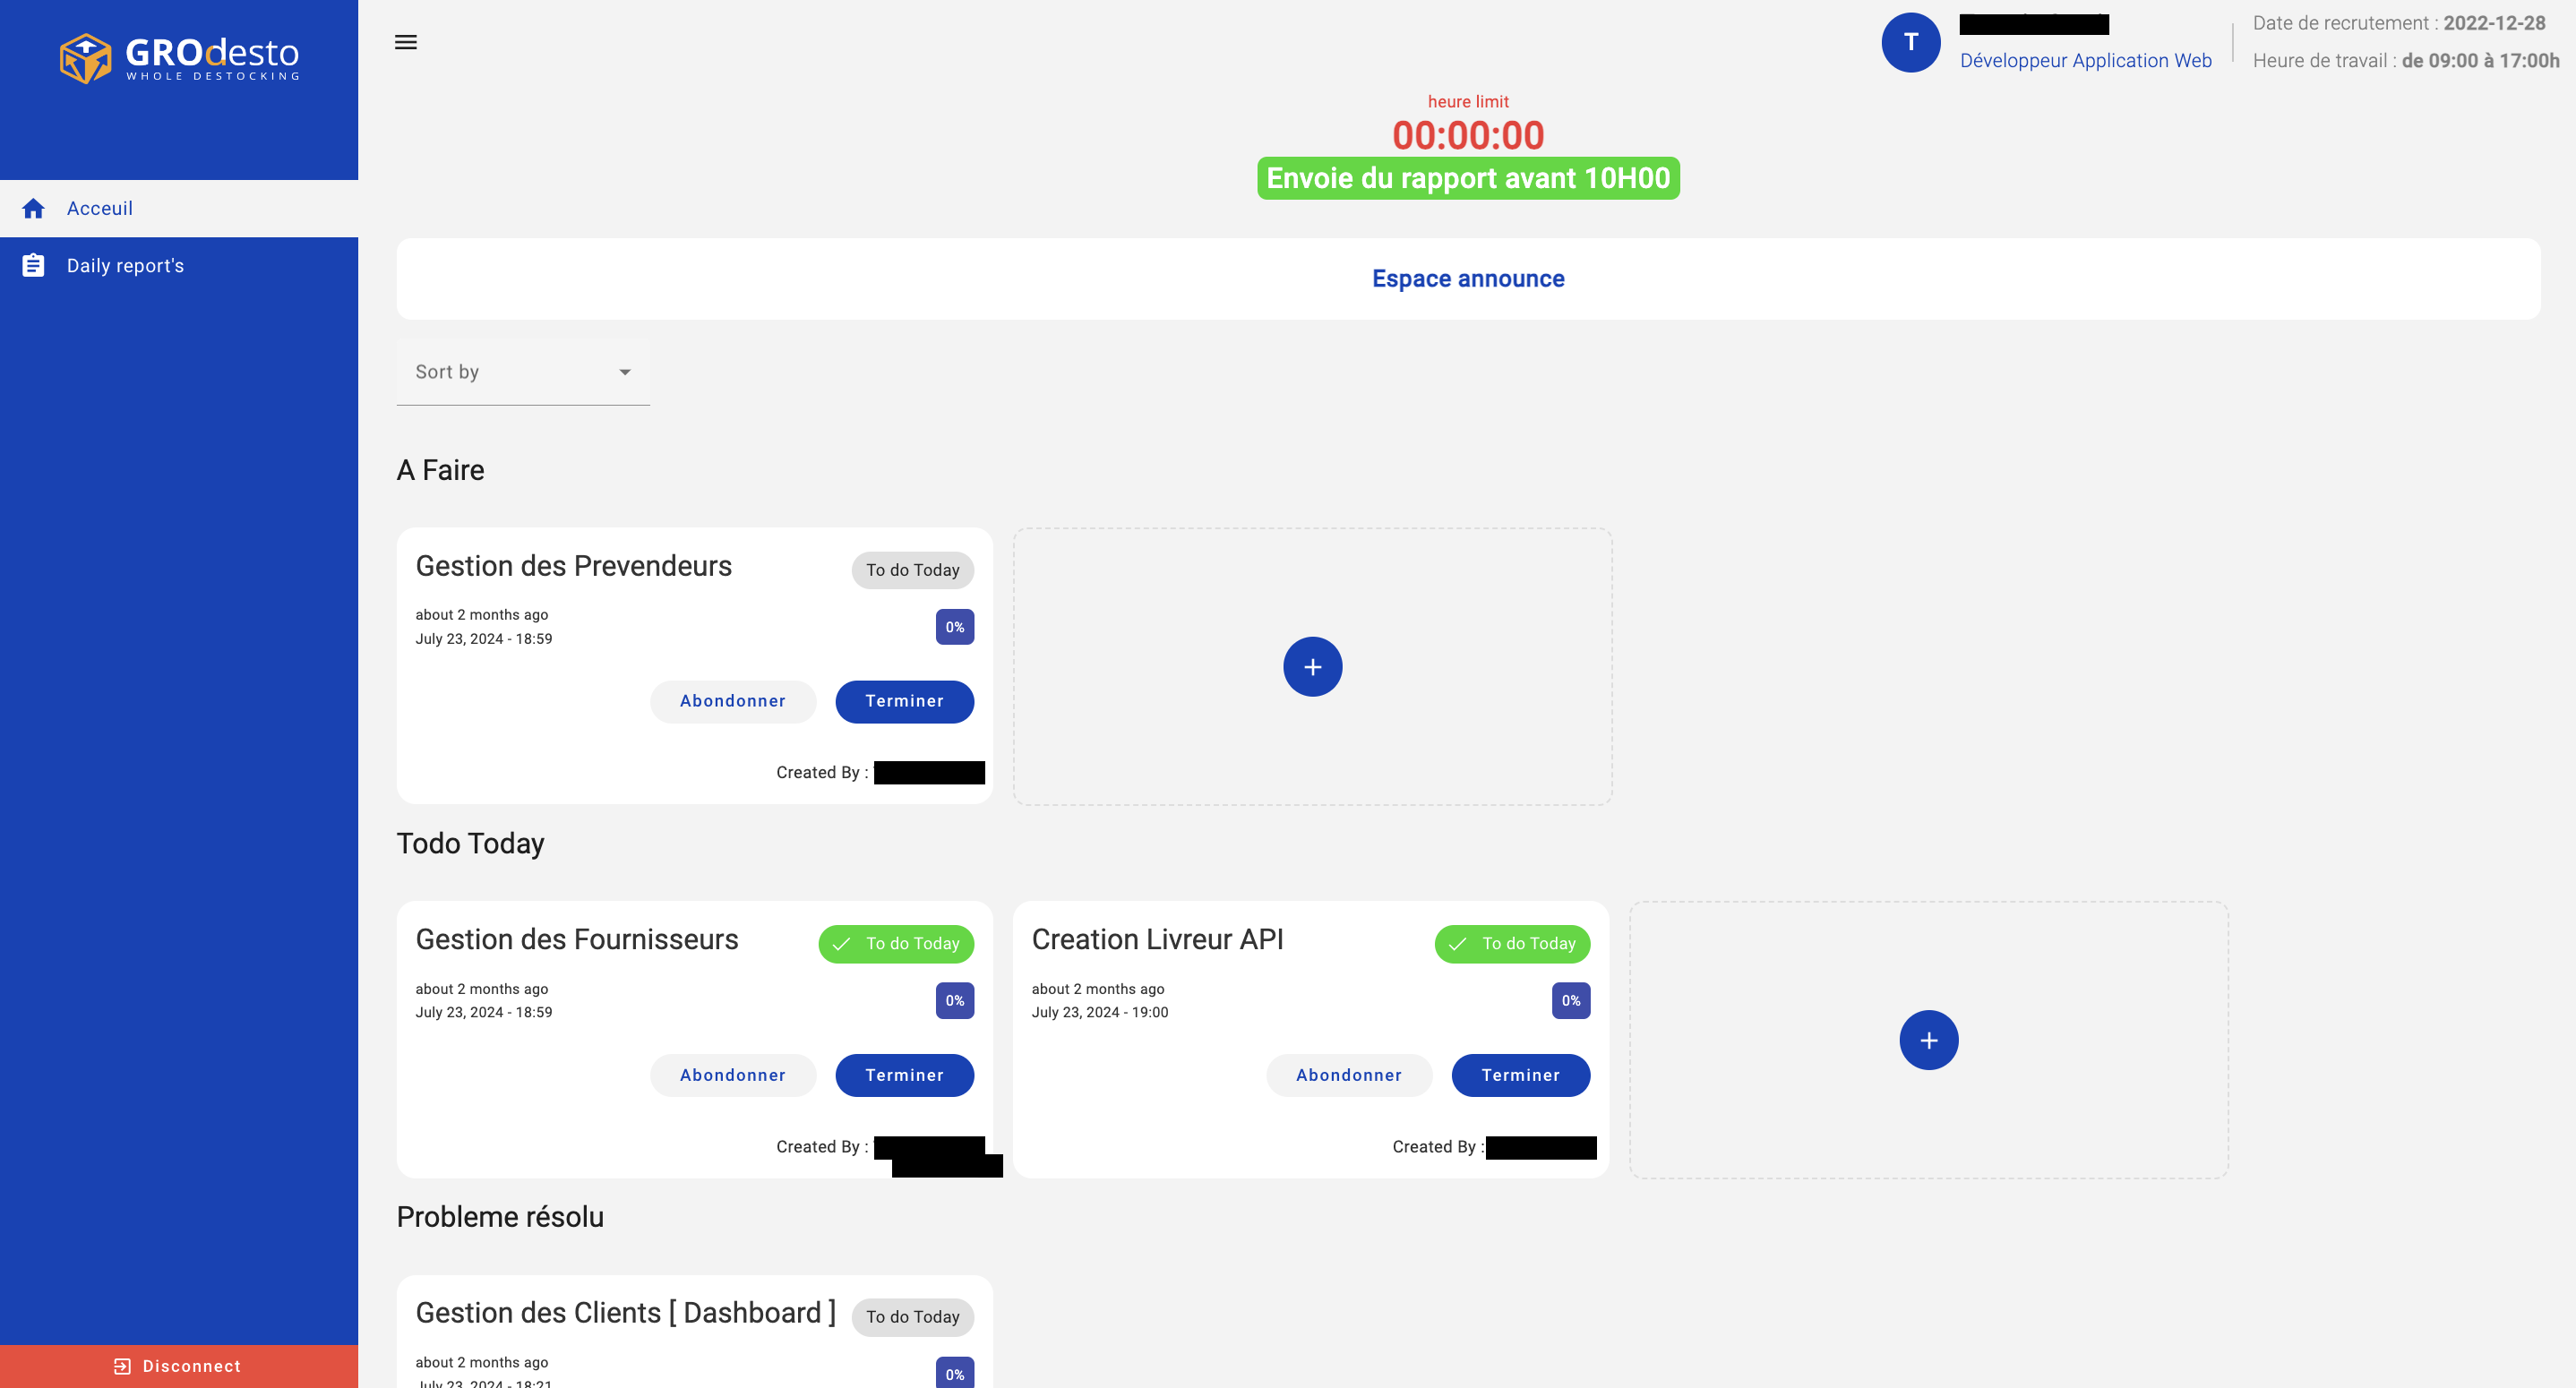 GROdesto
WHOLE DESTOCKING
Acceuil
Daily report's
Disconnect
T
Développeur Application Web
Date de recrutement : 2022-12-28
Heure de travail : de 09:00 à 17:00h
heure limit
00:00:00
Envoie du rapport avant 10H00
Espace announce
Sort by
A Faire
Gestion des Prevendeurs
To do Today
about 2 months ago
July 23, 2024 - 18:59
0%
Abondonner
Terminer
Created By :
+
Todo Today
Gestion des Fournisseurs
To do Today
about 2 months ago
July 23, 2024 - 18:59
0%
Abondonner
Terminer
Created By :
Creation Livreur API
To do Today
about 2 months ago
July 23, 2024 - 19:00
0%
Abondonner
Terminer
Created By :
+
Probleme résolu
Gestion des Clients [ Dashboard ]
To do Today
about 2 months ago
July 23, 2024 - 18:21
0%